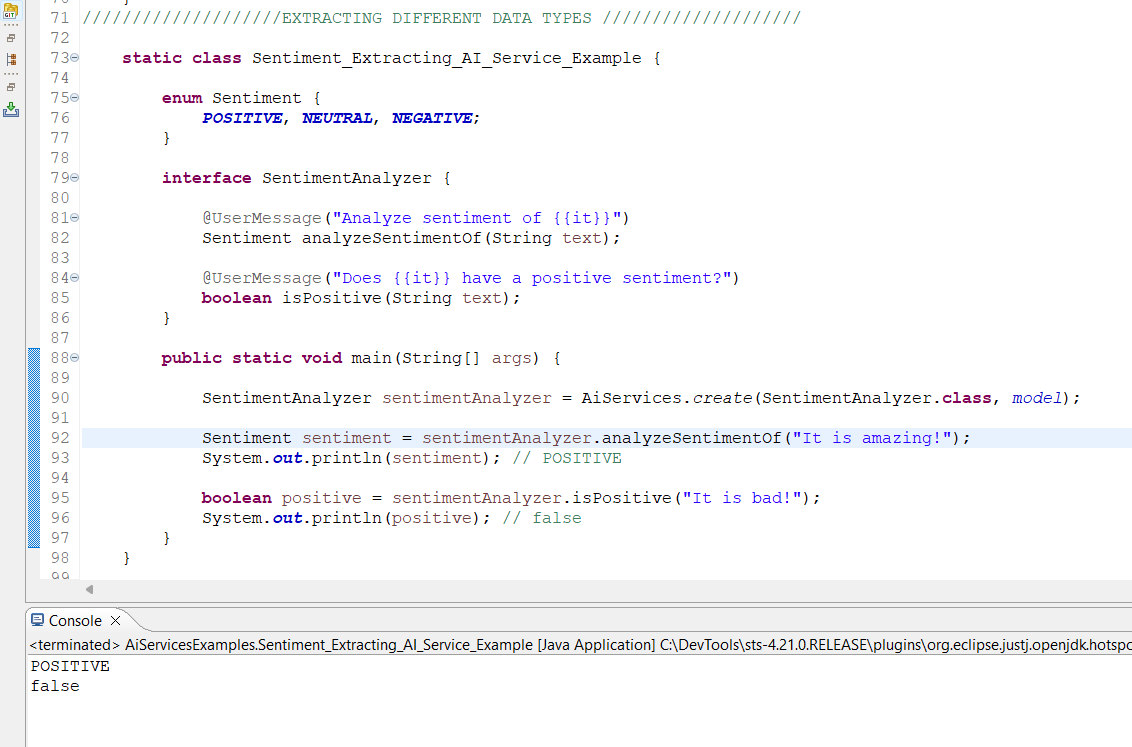 GIT
71 ////////////////////EXTRACTING DIFFERENT DATA TYPES ////////////////////
72
73 static class Sentiment_Extracting_AI_Service_Example {
74
75 enum Sentiment {
76 POSITIVE, NEUTRAL, NEGATIVE;
77 }
78
79 interface SentimentAnalyzer {
80
81 @UserMessage("Analyze sentiment of {{it}}")
82 Sentiment analyzeSentimentOf(String text);
83
84 @UserMessage("Does {{it}} have a positive sentiment?")
85 boolean isPositive(String text);
86 }
87
88 public static void main(String[] args) {
89
90 SentimentAnalyzer sentimentAnalyzer = AiServices.create(SentimentAnalyzer.class, model);
91
92 Sentiment sentiment = sentimentAnalyzer.analyzeSentimentOf("It is amazing!");
93 System.out.println(sentiment); // POSITIVE
94
95 boolean positive = sentimentAnalyzer.isPositive("It is bad!");
96 System.out.println(positive); // false
97 }
98 }
99
Console
<terminated> AiServicesExamples.Sentiment_Extracting_AI_Service_Example [Java Application] C:\DevTools\sts-4.21.0.RELEASE\plugins\org.eclipse.justj.openjdk.hotspo
POSITIVE
false